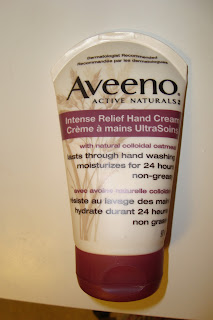 Dermatologist Recommended
Recommandée par les dermatologues
Aveeno
ACTIVE NATURALS
Intense Relief Hand Cream
Crème à mains UltraSoins
with natural colloidal oatmeal
lasts through hand washing
moisturizes for 24 hours
non-greasy
avec avoine naturelle colloïdale
résiste au lavage des mains
hydrate durant 24 heures
non grasse